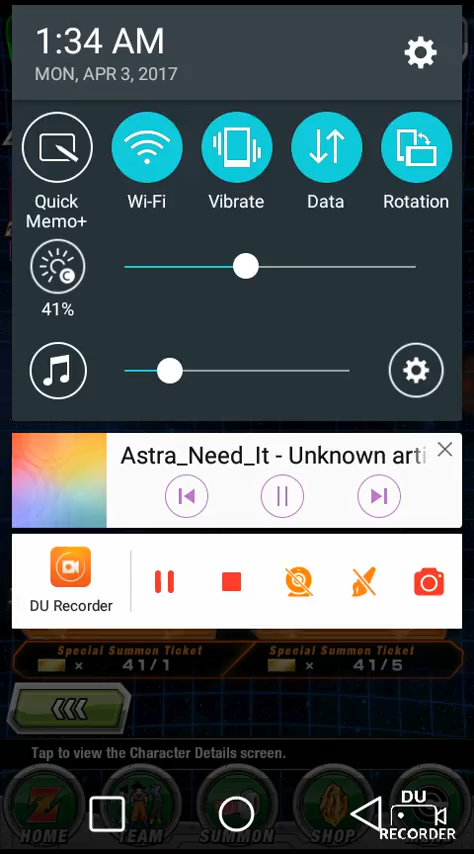 1:34 AM
MON, APR 3, 2017
Quick
Memo+
Wi-Fi
Vibrate
Data
Rotation
41%
Astra_Need_It - Unknown arti
DU Recorder
Special Summon Ticket
× 41/1
Special Summon Ticket
× 41/5
Tap to view the Character Details screen.
HOME
TEAM
SUMMON
SHOP
DU
RECORDER